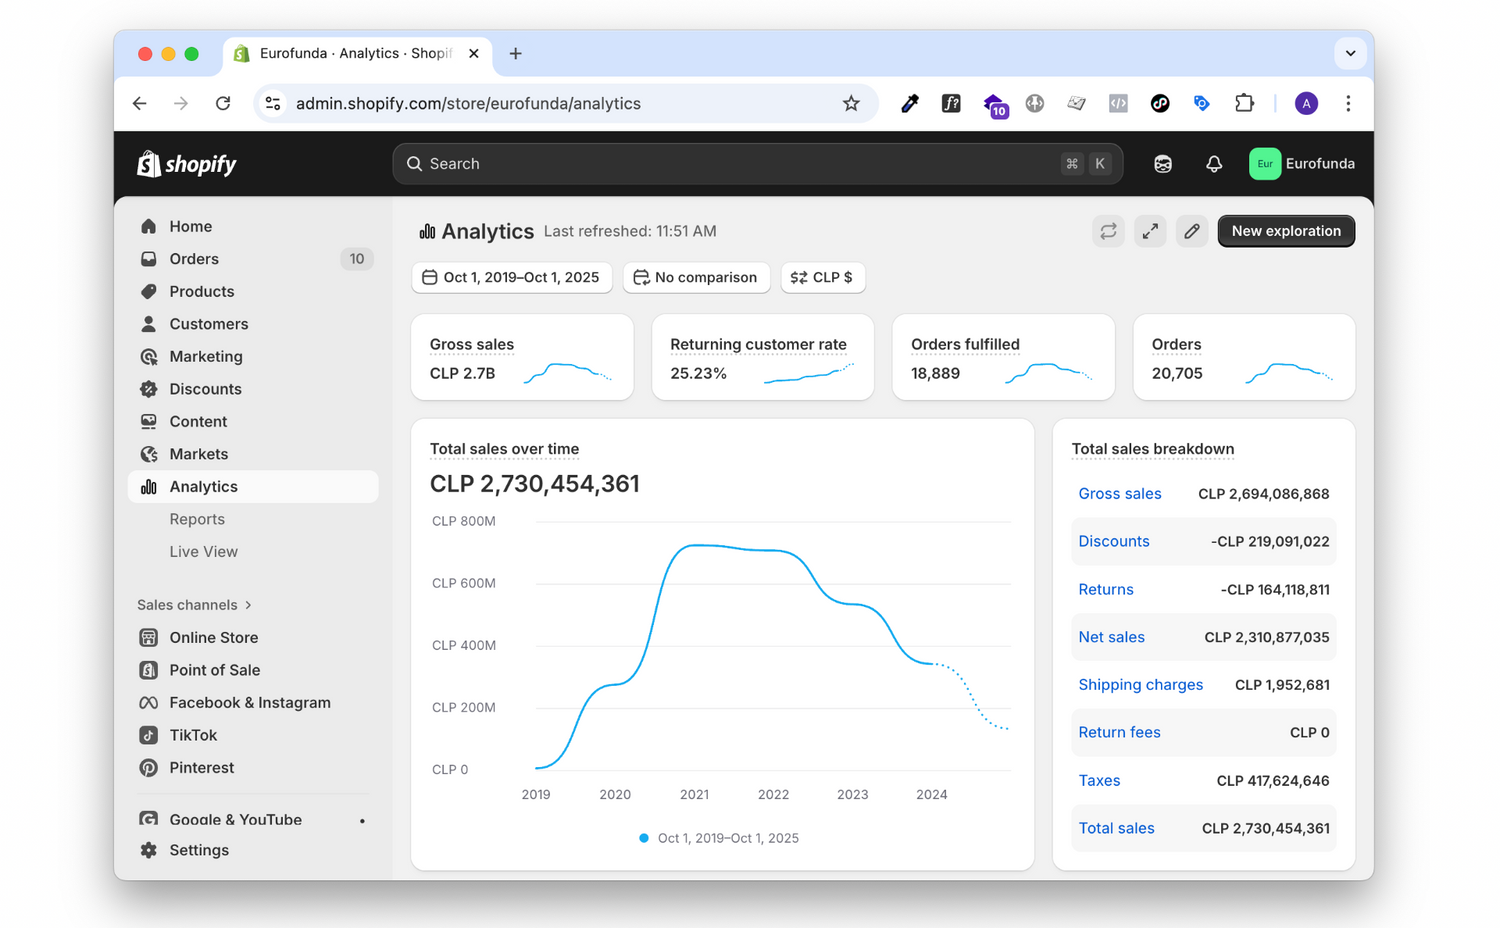 Eurofunda · Analytics · Shopif
admin.shopify.com/store/eurofunda/analytics
f?
10
A
shopify
Search
⌘ K
Eur
Eurofunda
Home
Orders 10
Products
Customers
Marketing
Discounts
Content
Markets
Analytics
Reports
Live View
Sales channels
Online Store
Point of Sale
Facebook & Instagram
TikTok
Pinterest
Google & YouTube
Settings
Analytics Last refreshed: 11:51 AM
New exploration
Oct 1, 2019–Oct 1, 2025
No comparison
CLP $
Gross sales
CLP 2.7B
Returning customer rate
25.23%
Orders fulfilled
18,889
Orders
20,705
Total sales over time
CLP 2,730,454,361
CLP 800M
CLP 600M
CLP 400M
CLP 200M
CLP 0
2019 2020 2021 2022 2023 2024
Oct 1, 2019–Oct 1, 2025
Total sales breakdown
Gross sales CLP 2,694,086,868
Discounts -CLP 219,091,022
Returns -CLP 164,118,811
Net sales CLP 2,310,877,035
Shipping charges CLP 1,952,681
Return fees CLP 0
Taxes CLP 417,624,646
Total sales CLP 2,730,454,361